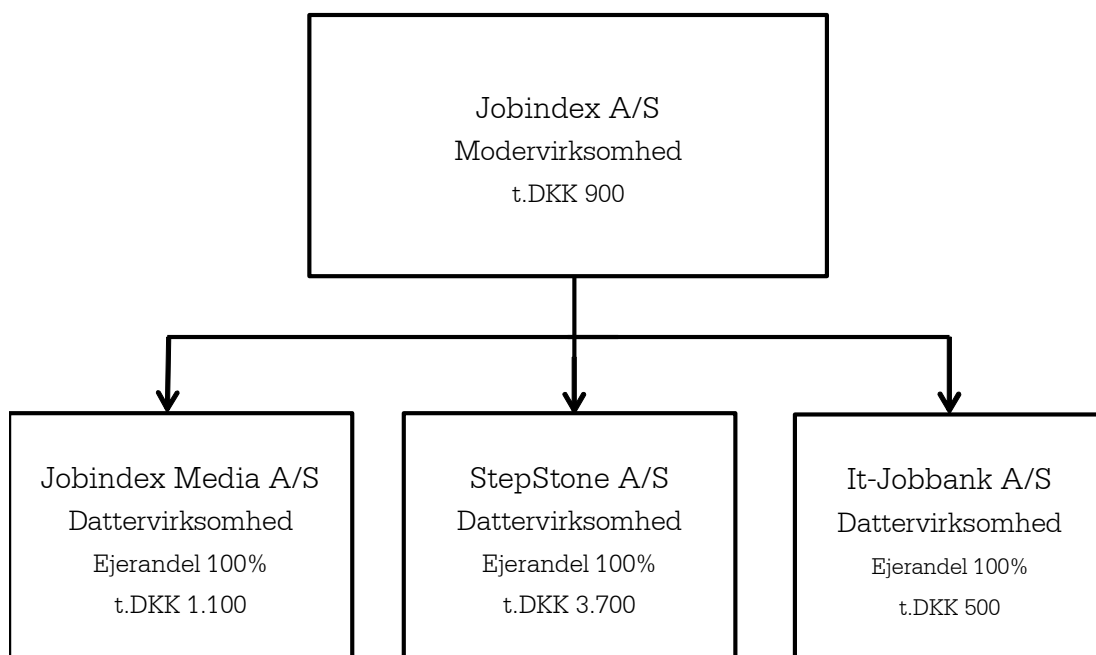 Jobindex A/S
Modervirksomhed
t.DKK 900
Jobindex Media A/S
Dattervirksomhed
Ejerandel 100%
t.DKK 1.100
StepStone A/S
Dattervirksomhed
Ejerandel 100%
t.DKK 3.700
It-Jobbank A/S
Dattervirksomhed
Ejerandel 100%
t.DKK 500